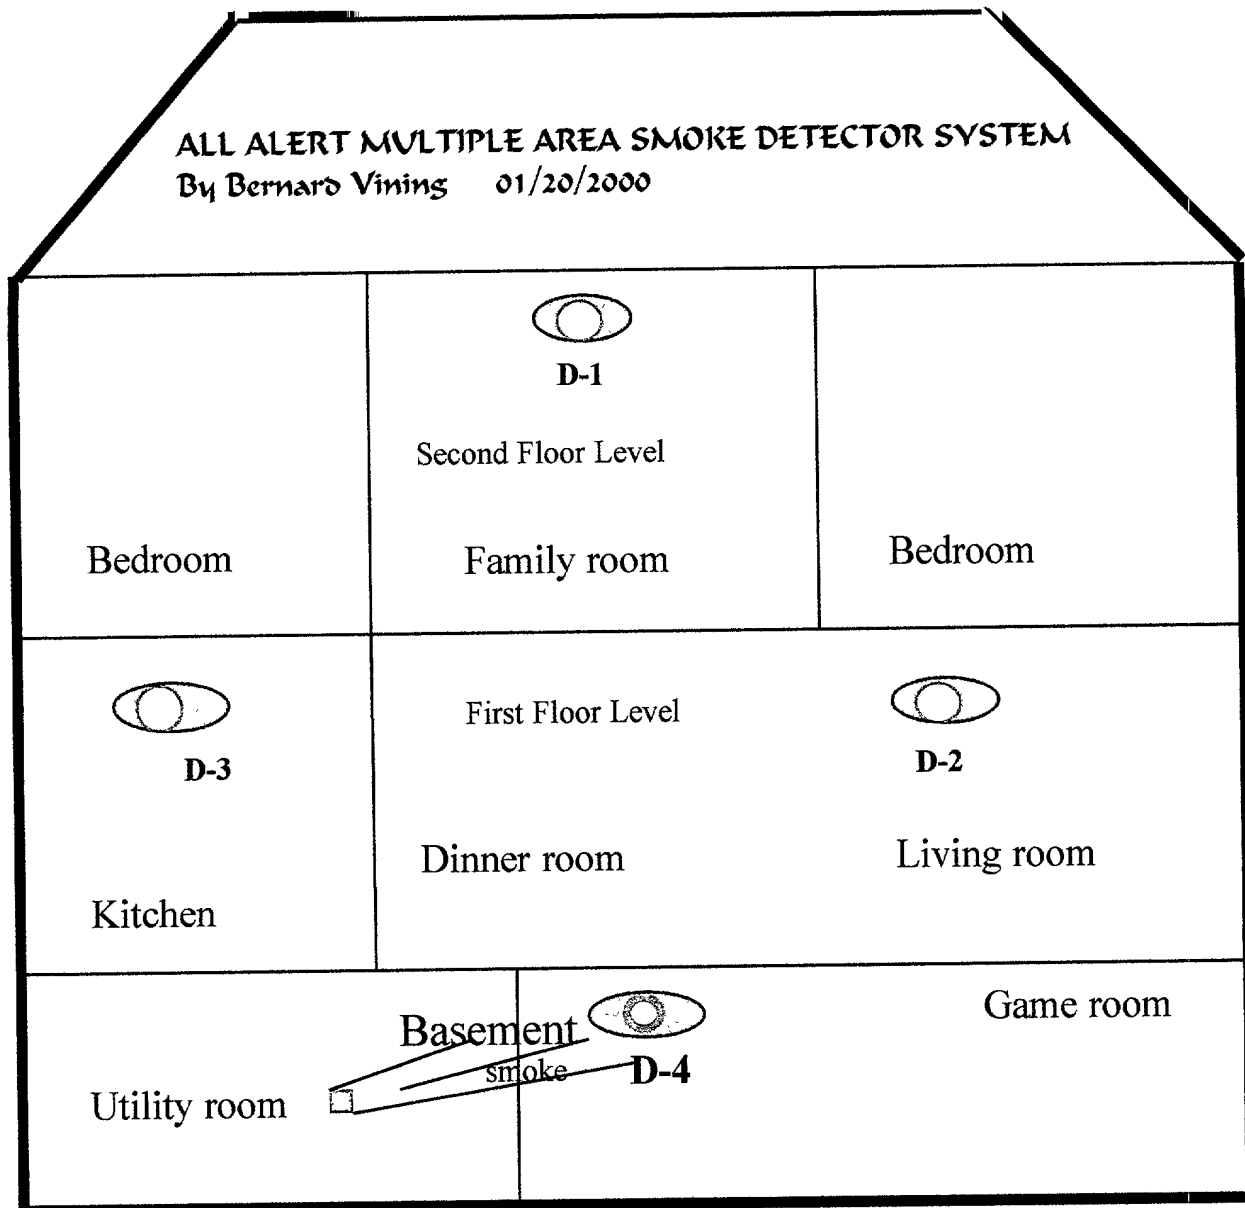 ALL ALERT MULTIPLE AREA SMOKE DETECTOR SYSTEM
By Bernard Vining 01/20/2000
D-1
Second Floor Level
Bedroom
Family room
Bedroom
First Floor Level
D-3
D-2
Dinner room
Living room
Kitchen
Game room
Basement
smoke
D-4
Utility room